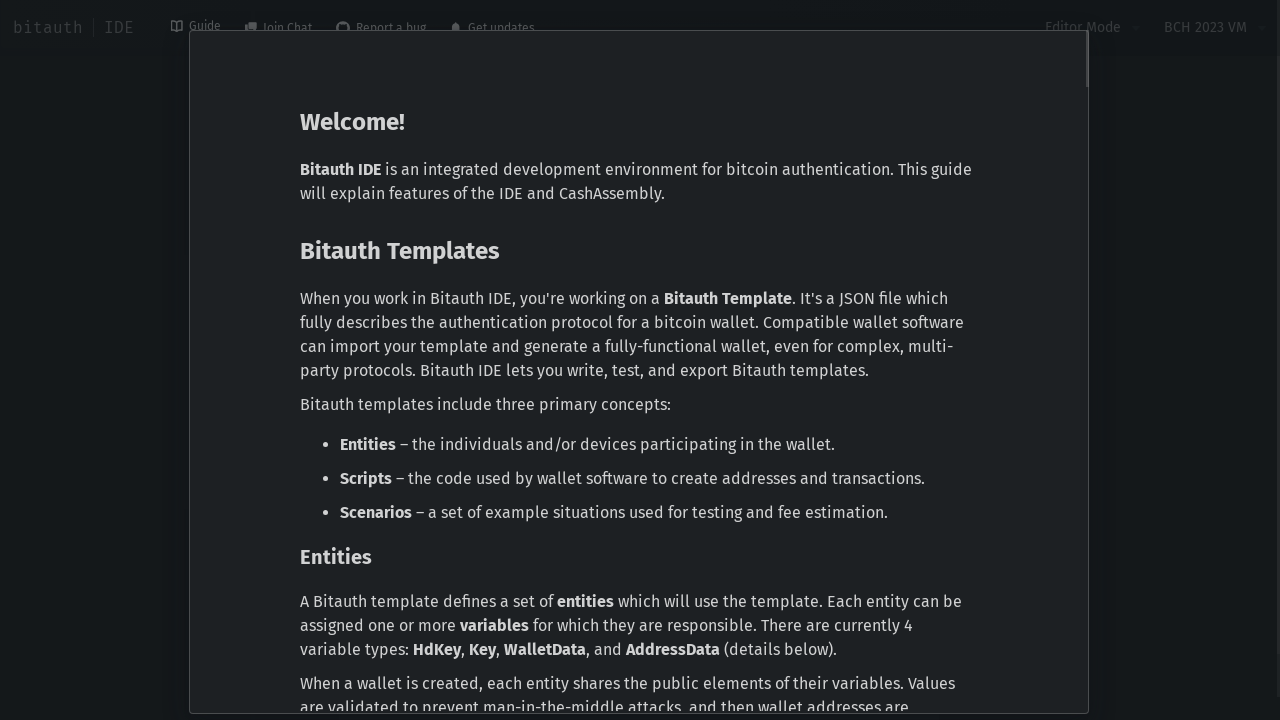 bitauth | IDE
Guide
Join Chat
Report a bug
Get updates
Editor Mode
BCH 2023 VM
Welcome!
Bitauth IDE is an integrated development environment for bitcoin authentication. This guide
will explain features of the IDE and CashAssembly.
Bitauth Templates
When you work in Bitauth IDE, you're working on a Bitauth Template. It's a JSON file which
fully describes the authentication protocol for a bitcoin wallet. Compatible wallet software
can import your template and generate a fully-functional wallet, even for complex, multi-
party protocols. Bitauth IDE lets you write, test, and export Bitauth templates.
Bitauth templates include three primary concepts:
• Entities – the individuals and/or devices participating in the wallet.
• Scripts – the code used by wallet software to create addresses and transactions.
• Scenarios – a set of example situations used for testing and fee estimation.
Entities
A Bitauth template defines a set of entities which will use the template. Each entity can be
assigned one or more variables for which they are responsible. There are currently 4
variable types: HdKey, Key, WalletData, and AddressData (details below).
When a wallet is created, each entity shares the public elements of their variables. Values
are validated to prevent man-in-the-middle attacks, and then wallet addresses are